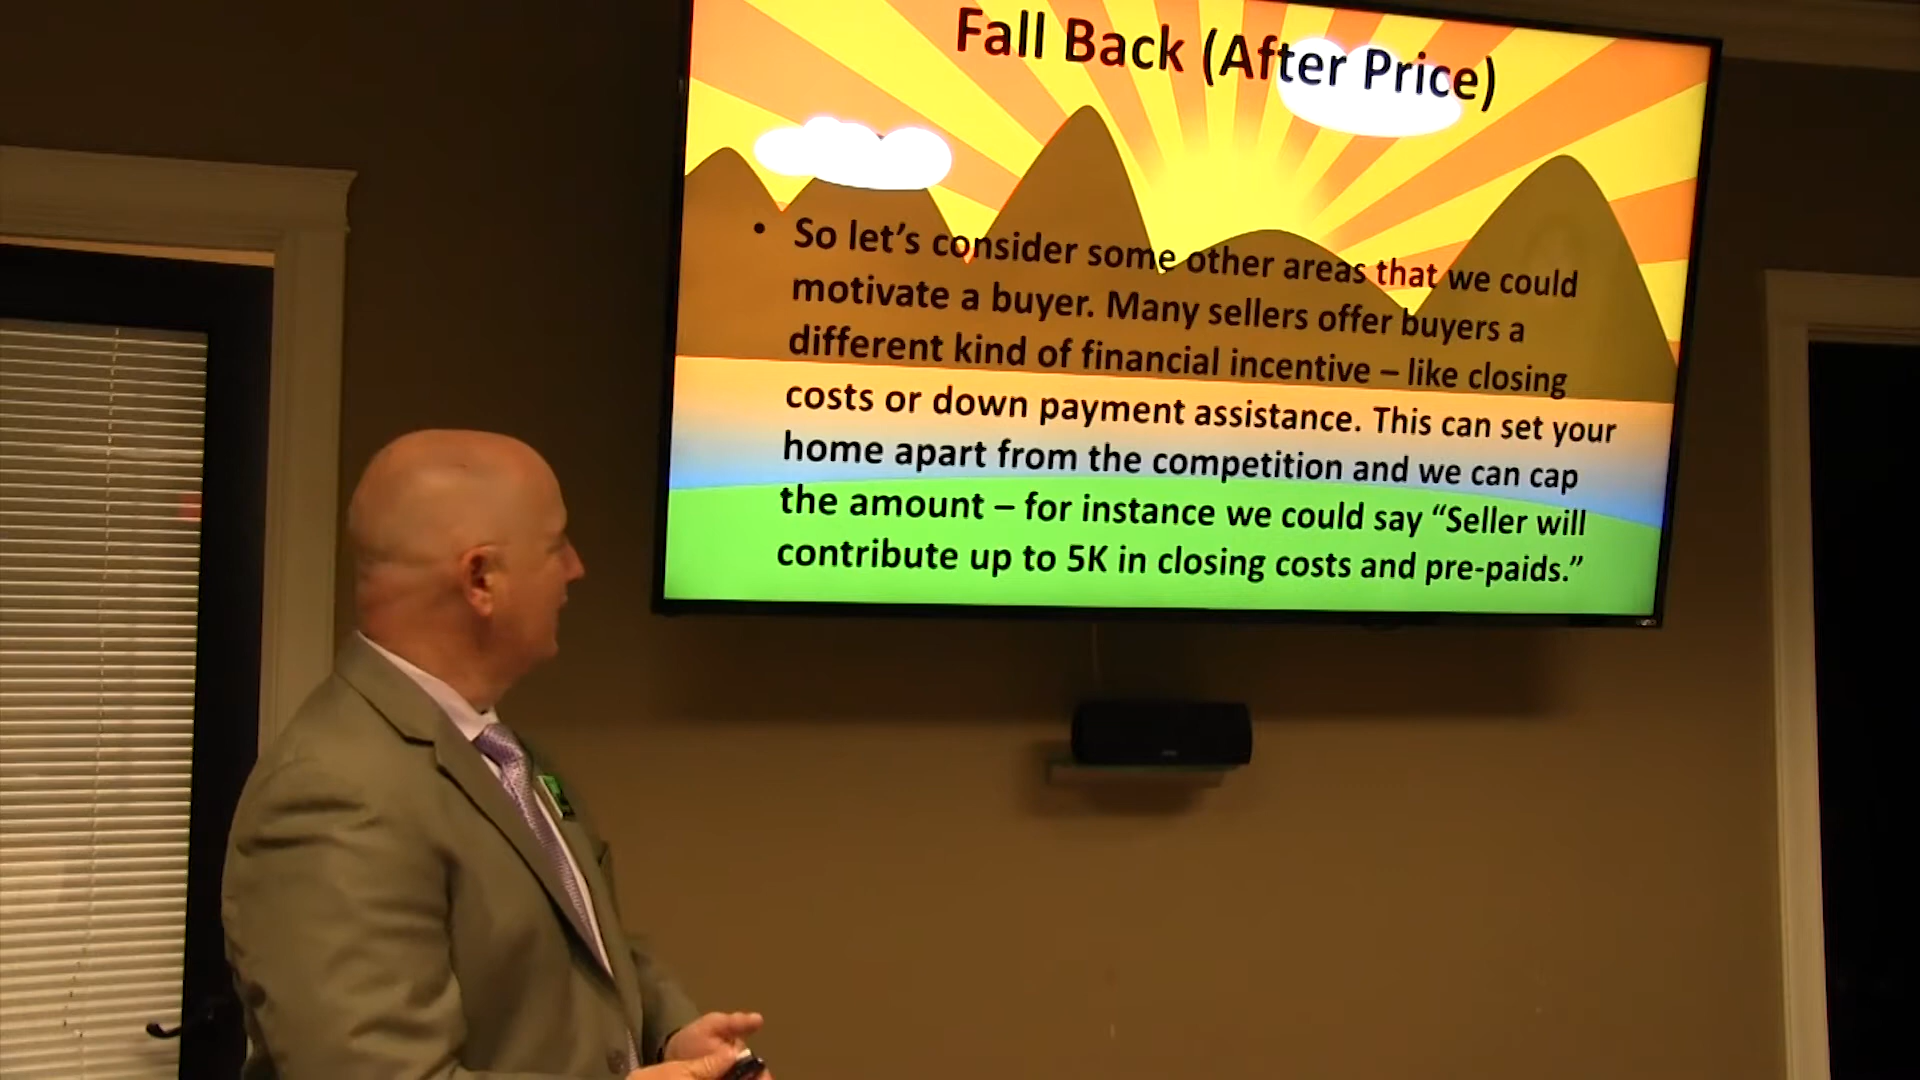 Fall Back (After Price)
• So let’s consider some other areas that we could
motivate a buyer. Many sellers offer buyers a
different kind of financial incentive – like closing
costs or down payment assistance. This can set your
home apart from the competition and we can cap
the amount – for instance we could say “Seller will
contribute up to 5K in closing costs and pre-paids.”